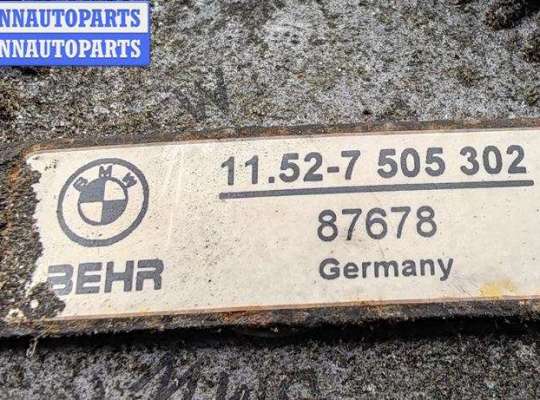 NNAUTOPARTS
NNAUTOPARTS
BMW
11.52-7 505 302
87678
BEHR
Germany